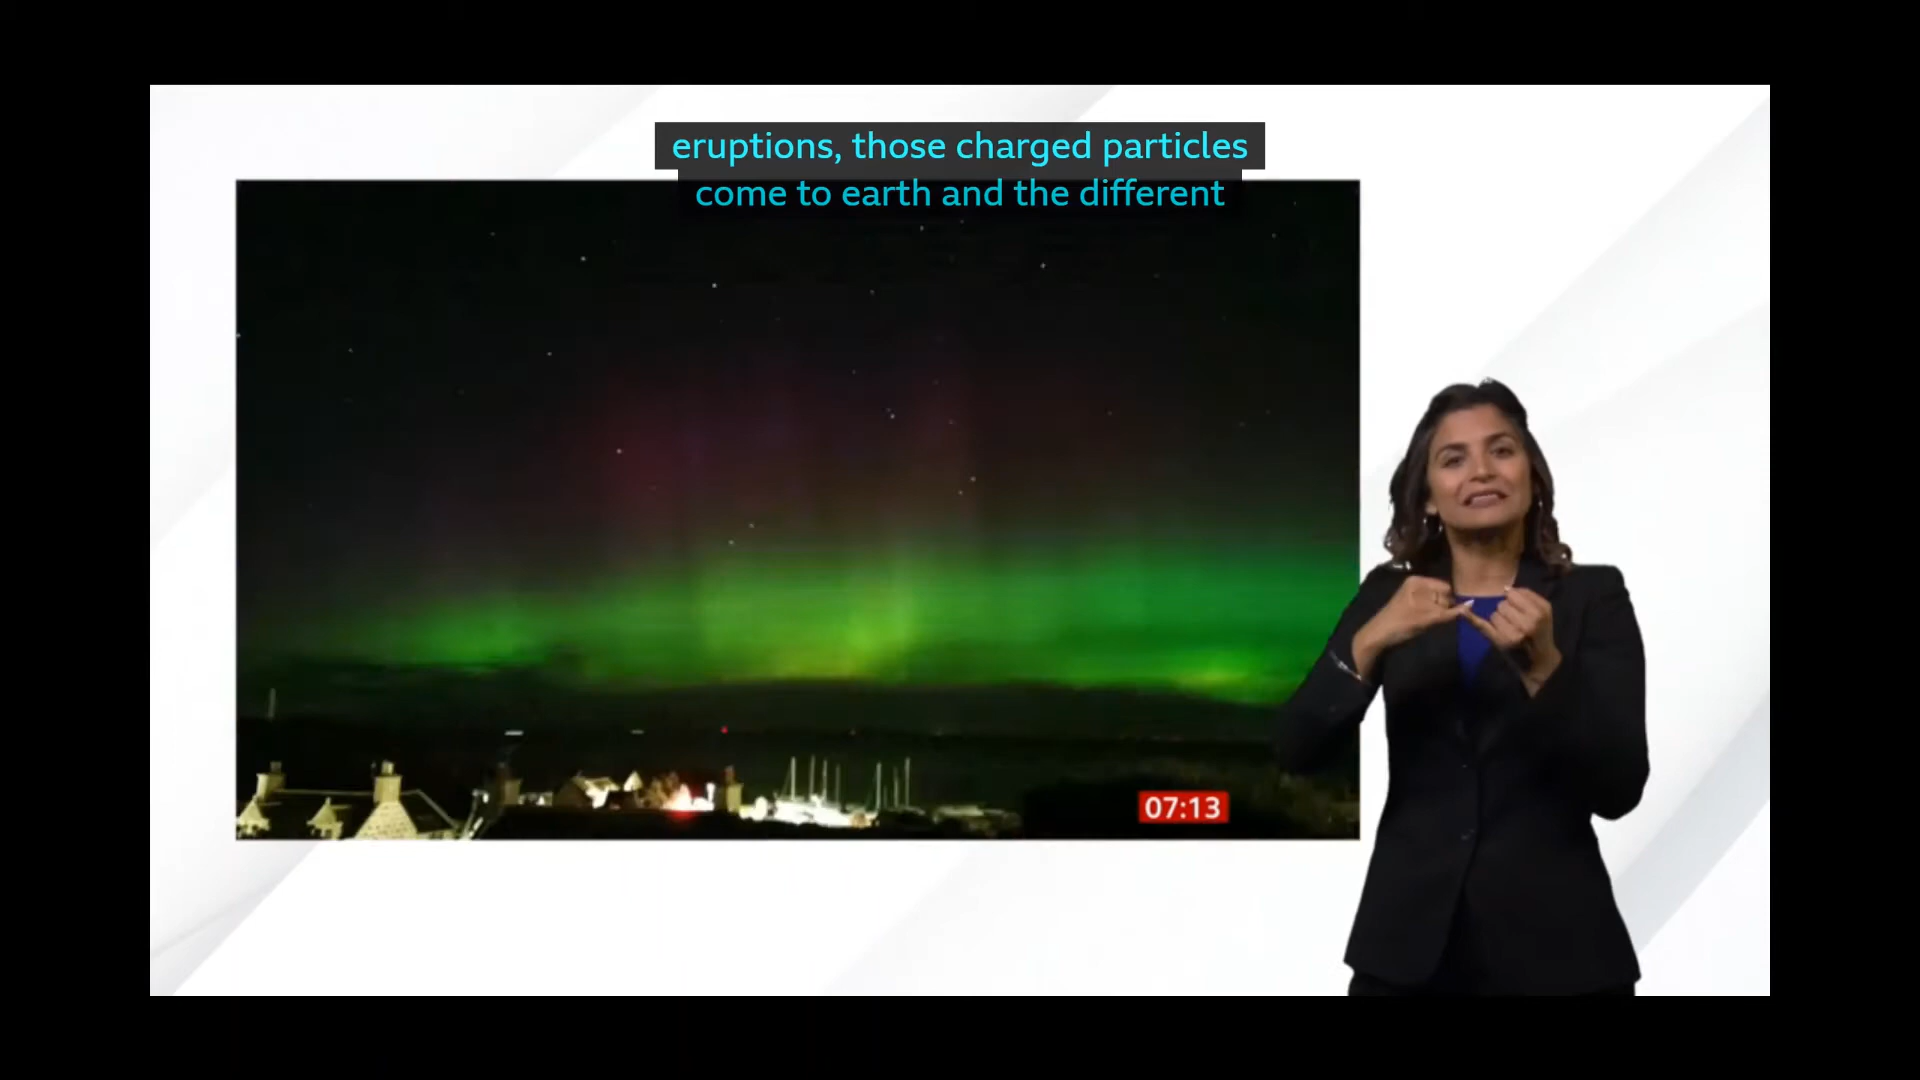 eruptions, those charged particles
come to earth and the different
07:13